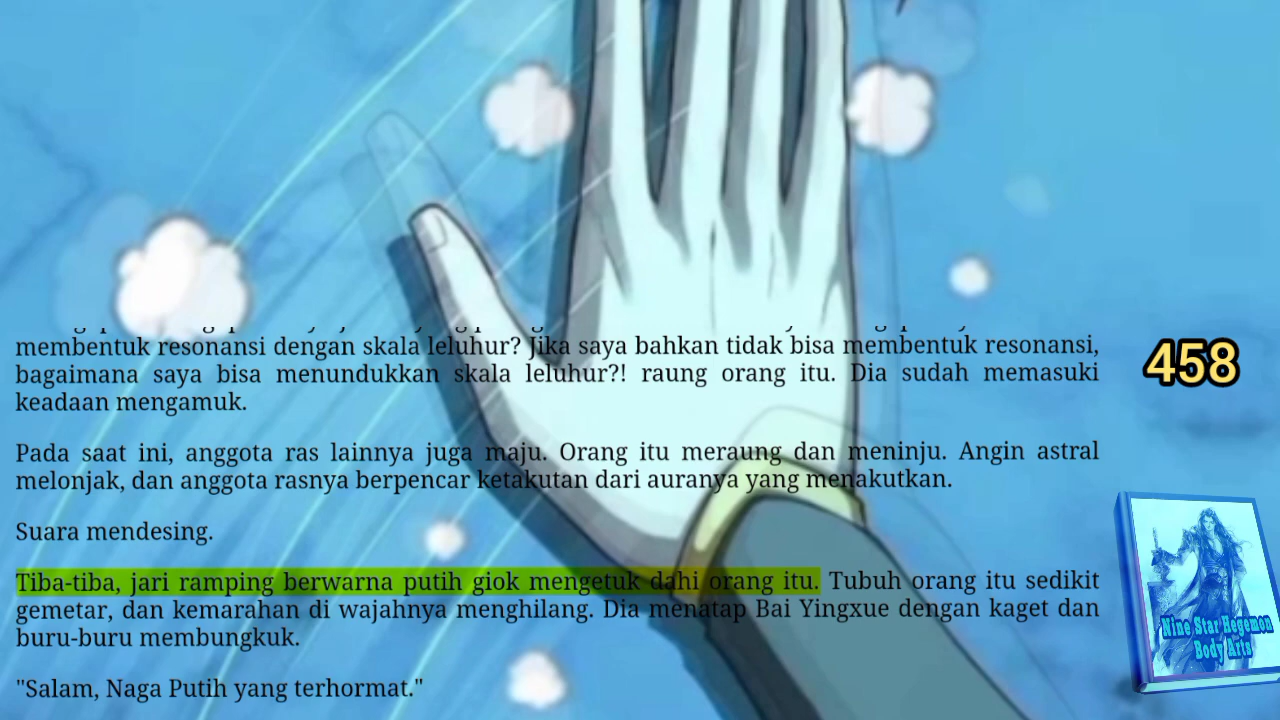 membentuk resonansi dengan skala leluhur? Jika saya bahkan tidak bisa membentuk resonansi,
bagaimana saya bisa menundukkan skala leluhur?! raung orang itu. Dia sudah memasuki
keadaan mengamuk.
Pada saat ini, anggota ras lainnya juga maju. Orang itu meraung dan meninju. Angin astral
melonjak, dan anggota rasnya berpencar ketakutan dari auranya yang menakutkan.
Suara mendesing.
Tiba-tiba, jari ramping berwarna putih giok mengetuk dahi orang itu. Tubuh orang itu sedikit
gemetar, dan kemarahan di wajahnya menghilang. Dia menatap Bai Yingxue dengan kaget dan
buru-buru membungkuk.
"Salam, Naga Putih yang terhormat."
458
Nine Star Hegemon
Body Arts